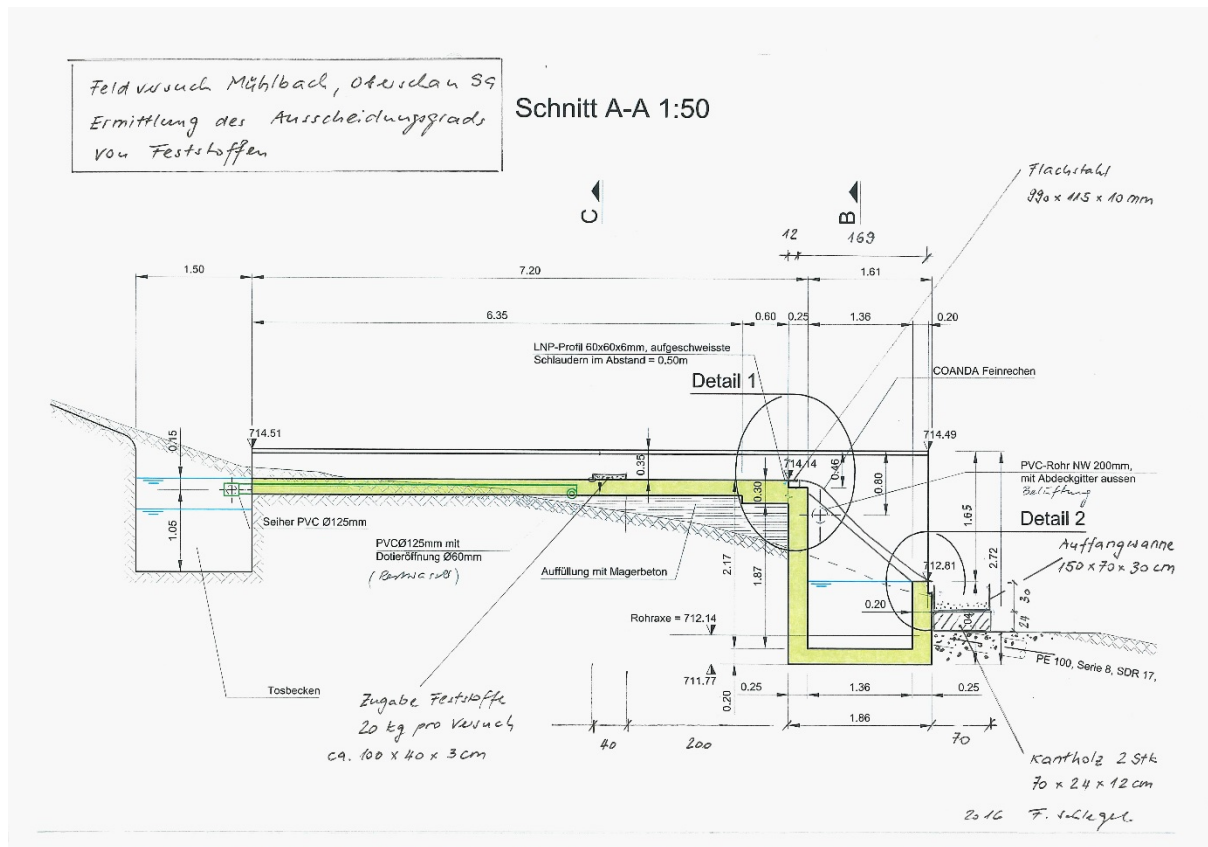 Feldversuch Mühlbach, Oberschan SG
Ermittlung des Ausscheidungsgrads
von Feststoffen
Schnitt A-A 1:50
Flachstahl
990 x 115 x 10 mm
C
B
12
169
1.50
7.20
1.61
6.35
0.60
0.25
1.36
0.20
LNP-Profil 60x60x6mm, aufgeschweisste
Schlaudern im Abstand = 0,50m
COANDA Feinrechen
Detail 1
714.51
714.49
0.15
0.35
714.14
0.46
0.80
0.30
PVC-Rohr NW 200mm,
mit Abdeckgitter aussen
Belüftung
1.65
Detail 2
Seiher PVC Ø125mm
1.05
PVCØ125mm mit
Dotieröffnung Ø60mm
(Restwasser)
Auffüllung mit Magerbeton
2.17
1.87
2.72
Auffangwanne
150 x 70 x 30 cm
712.81
0.20
30
24
Rohraxe = 712.14
PE 100, Serie 8, SDR 17,
711.77
Tosbecken
0.20
0.25
1.36
0.25
1.86
Zugabe Feststoffe
20 kg pro Versuch
ca. 100 x 40 x 3 cm
40
200
70
Kantholz 2 Stk
70 x 24 x 12 cm
2016 F. Schlegel